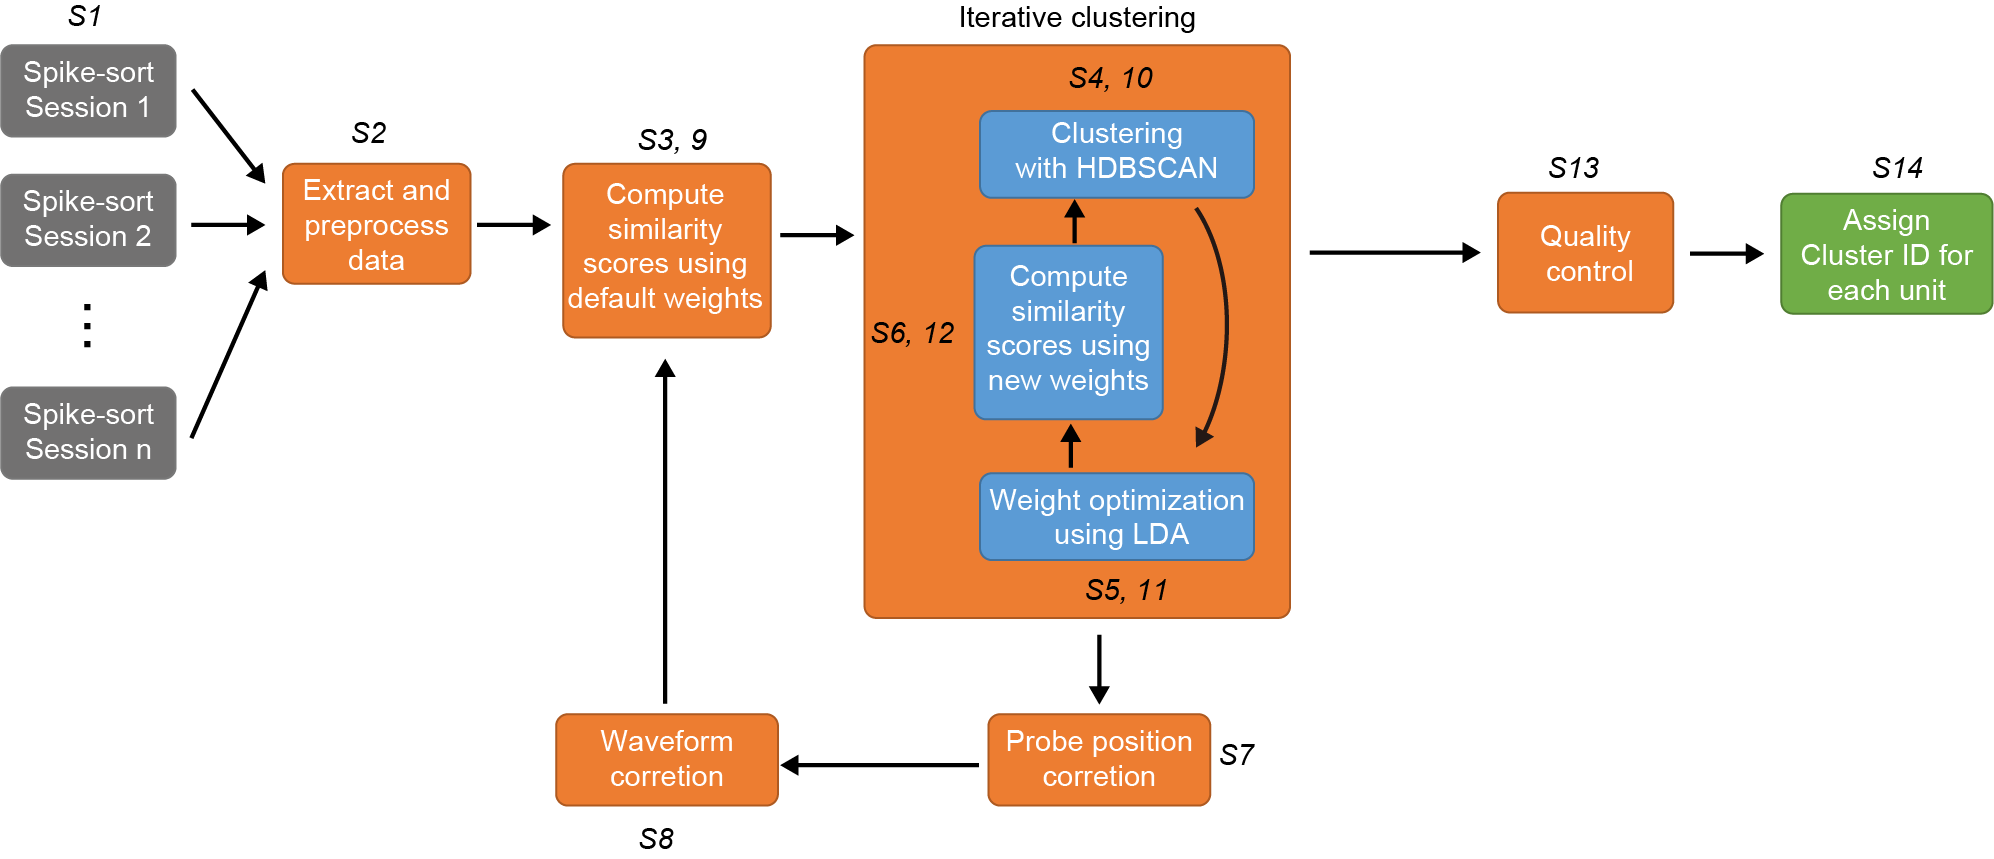 S1
Spike-sort
Session 1
Spike-sort
Session 2
Spike-sort
Session n
S2
Extract and
preprocess
data
S3, 9
Compute
similarity
scores using
default weights
Iterative clustering
S4, 10
Clustering
with HDBSCAN
S6, 12
Compute
similarity
scores using
new weights
Weight optimization
using LDA
S5, 11
Probe position
corretion
S7
Waveform
corretion
S8
S13
Quality
control
S14
Assign
Cluster ID for
each unit